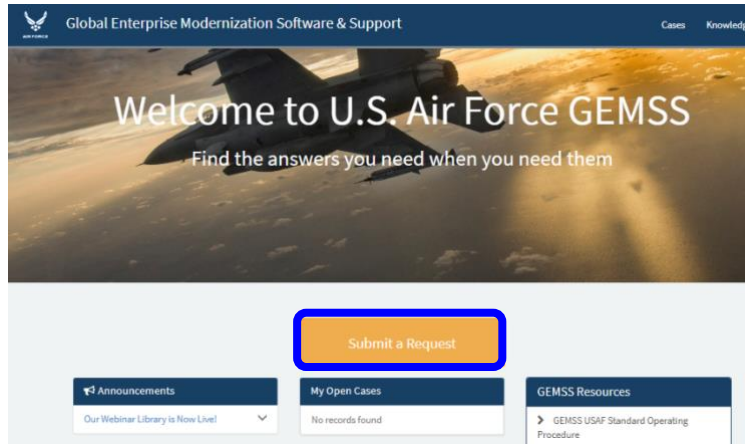 AIR FORCE
Global Enterprise Modernization Software & Support
Cases
Knowledg
Welcome to U.S. Air Force GEMSS
Find the answers you need when you need them
Submit a Request
Announcements
Our Webinar Library is Now Live!
My Open Cases
No records found
GEMSS Resources
GEMSS USAF Standard Operating
Procedure